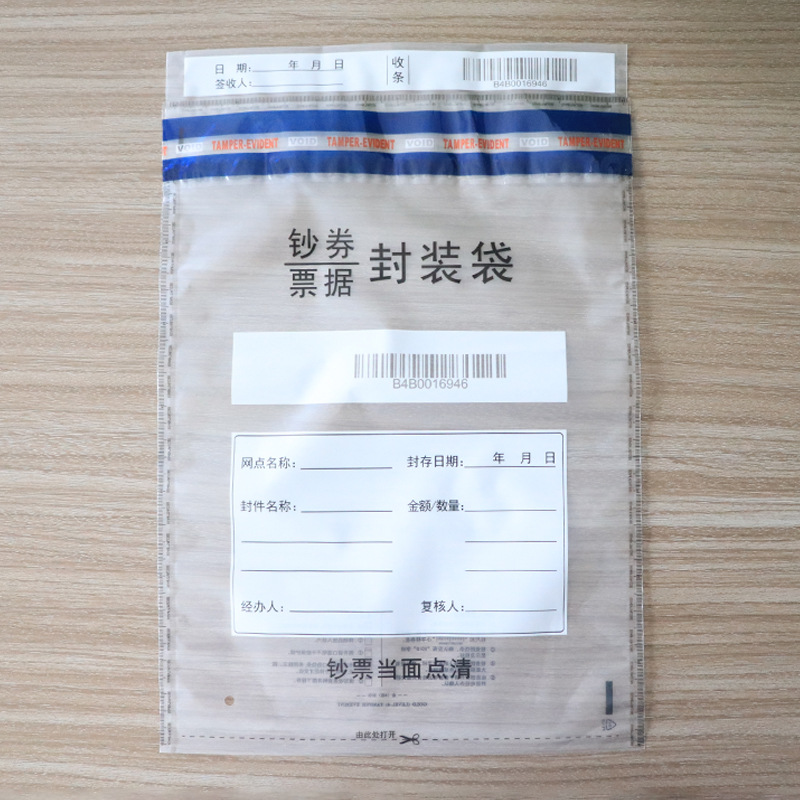 日 期: 年 月 日
签收人:
收条
B4B0016946
VOID TAMPER-EVIDENT VOID TAMPER-EVIDENT VOID TAMPER-EVIDENT VOID TAMPER-EVIDENT
钞券
票据
封装袋
B4B0016946
网点名称: 封存日期: 年 月 日
封件名称: 金额/数量:
经办人: 复核人:
钞票当面点清
由此处打开